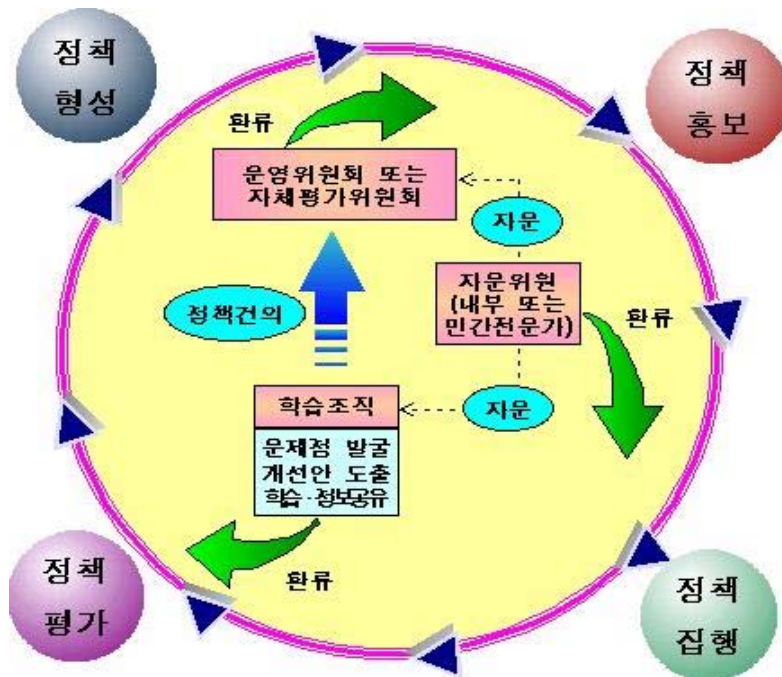 정책
형성
정책
홍보
환류
운영위원회 또는
자체평가위원회
자문
정책건의
자문위원
(내부 또는
민간전문가)
환류
학습조직
자문
문제점 발굴
개선안 도출
학습·정보공유
환류
정책
평가
정책
집행